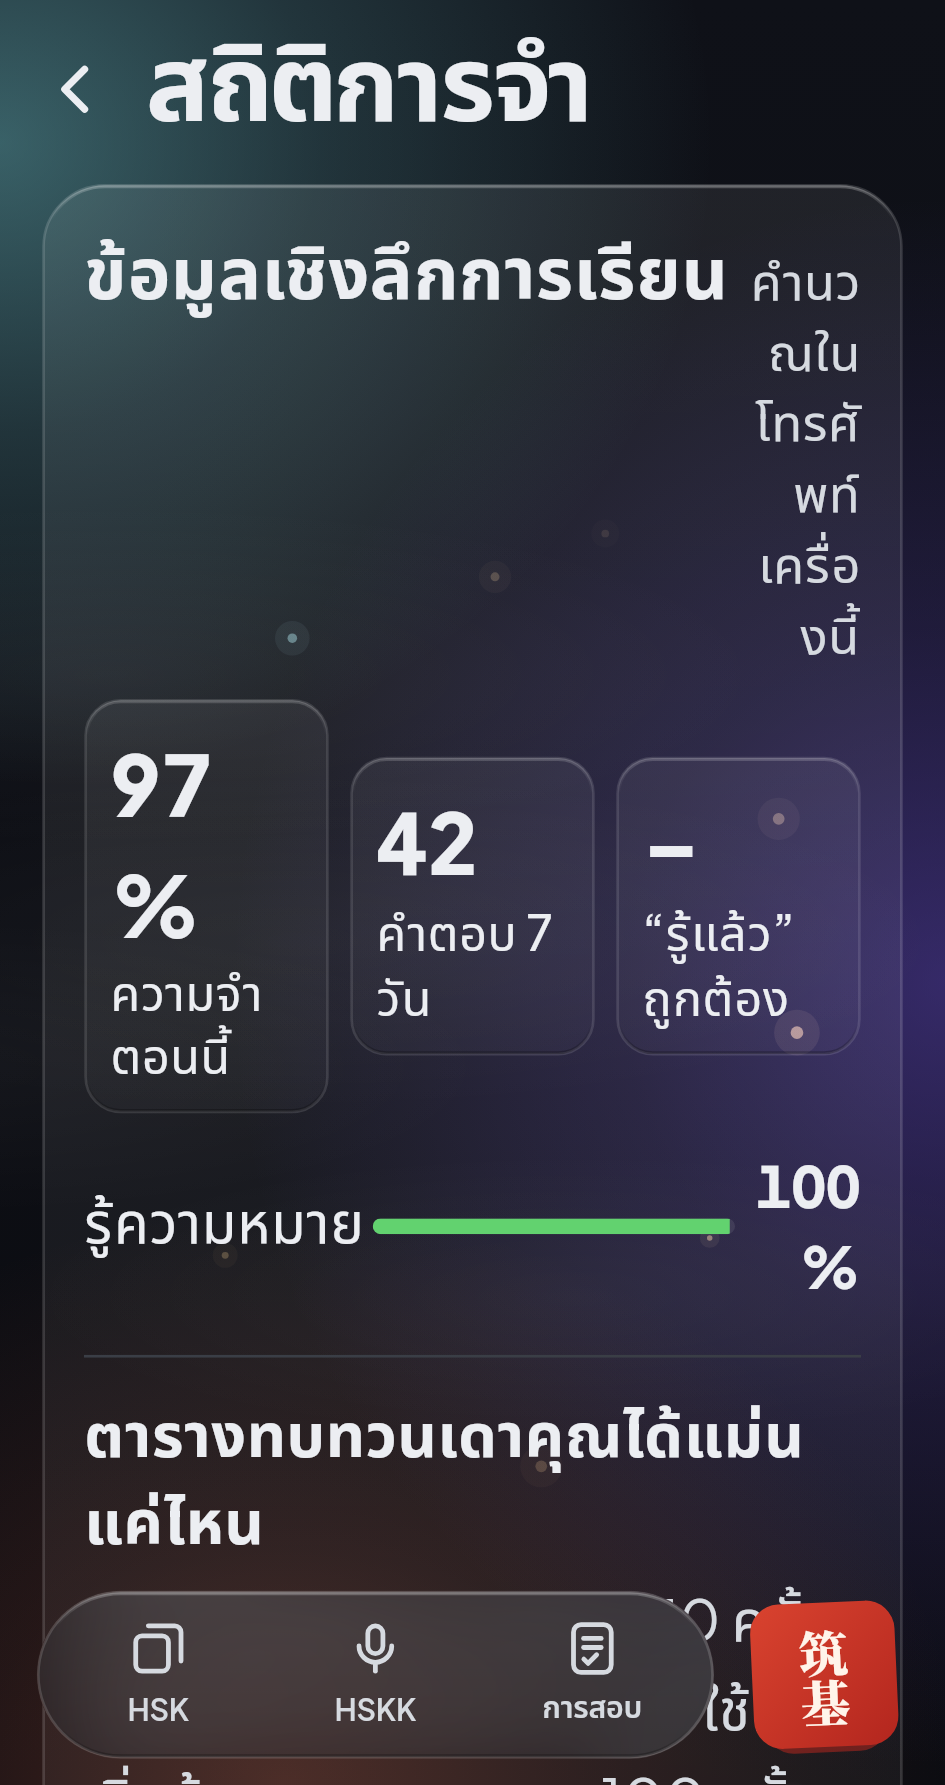 สถิติการจำ
ข้อมูลเชิงลึกการเรียน
คำนว
ณใน
โทรศั
พท์
เครื่อ
งนี้
97
%
ความจำ
ตอนนี้
42
คำตอบ 7
วัน
–
“รู้แล้ว”
ถูกต้อง
รู้ความหมาย
100
%
ตารางทบทวนเดาคุณได้แม่น
แค่ไหน
ใช้
HSK
HSKK
การสอบ
筑
基